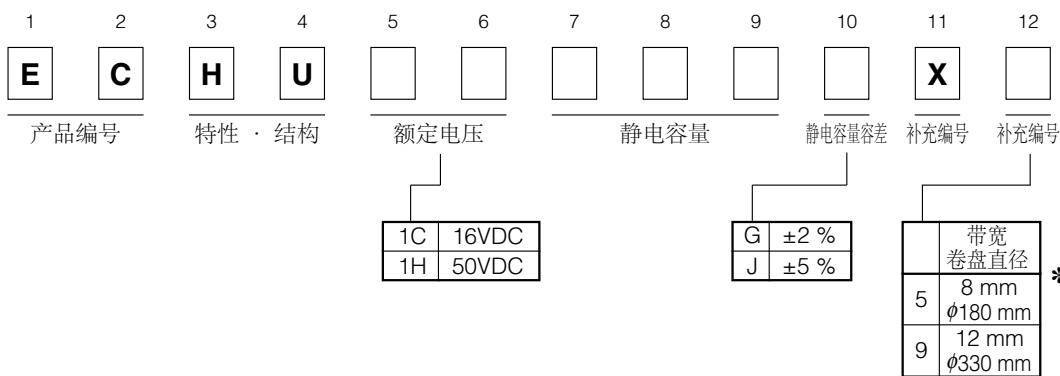 1 2 3 4 5 6 7 8 9 10 11 12
E C H U X
产品编号 特性 · 结构 额定电压 静电容量 静电容量容差 补充编号 补充编号
1C 16VDC
1H 50VDC
G ±2 %
J ±5 %
带宽
卷盘直径
5 8 mm
ϕ180 mm
9 12 mm
ϕ330 mm
*